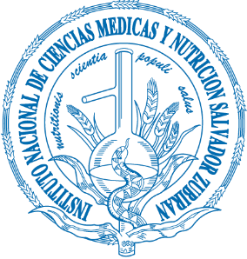 INSTITUTO NACIONAL DE CIENCIAS MEDICAS Y NUTRICION SALVADOR ZUBIRAN
nutritionis scientia populi salus